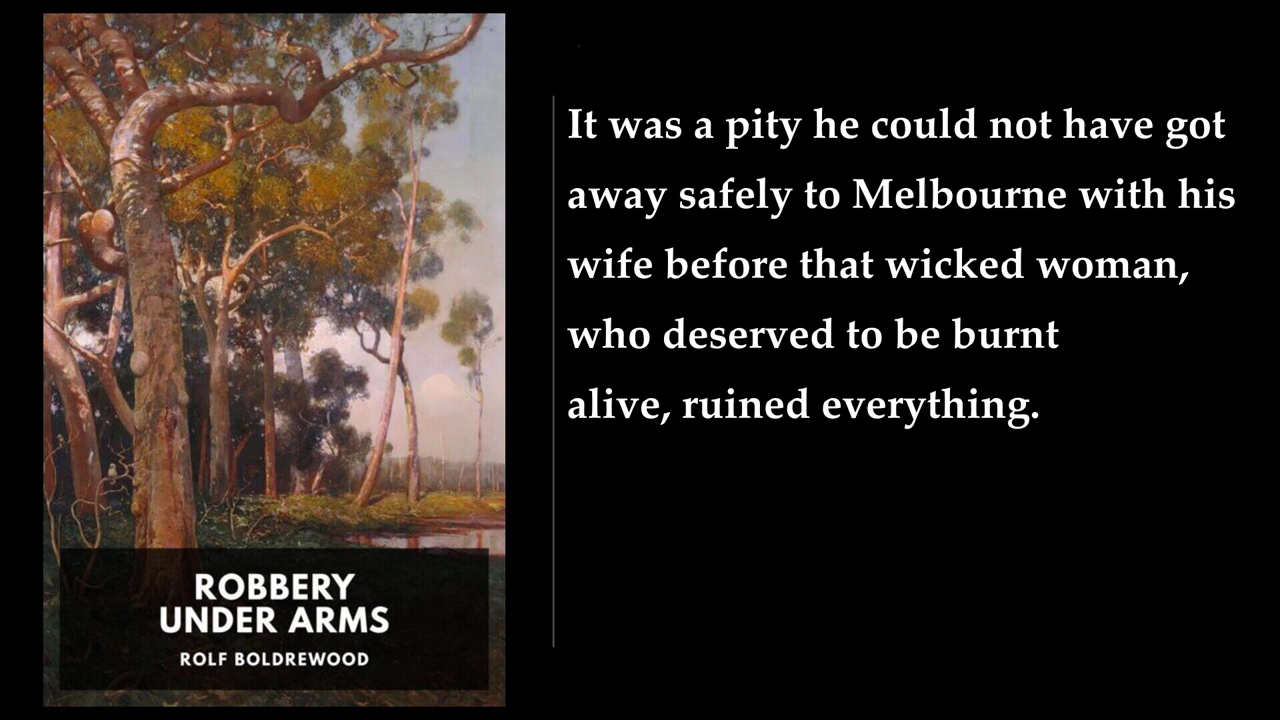 It was a pity he could not have got
away safely to Melbourne with his
wife before that wicked woman,
who deserved to be burnt
alive, ruined everything.
ROBBERY
UNDER ARMS
ROLF BOLDREWOOD